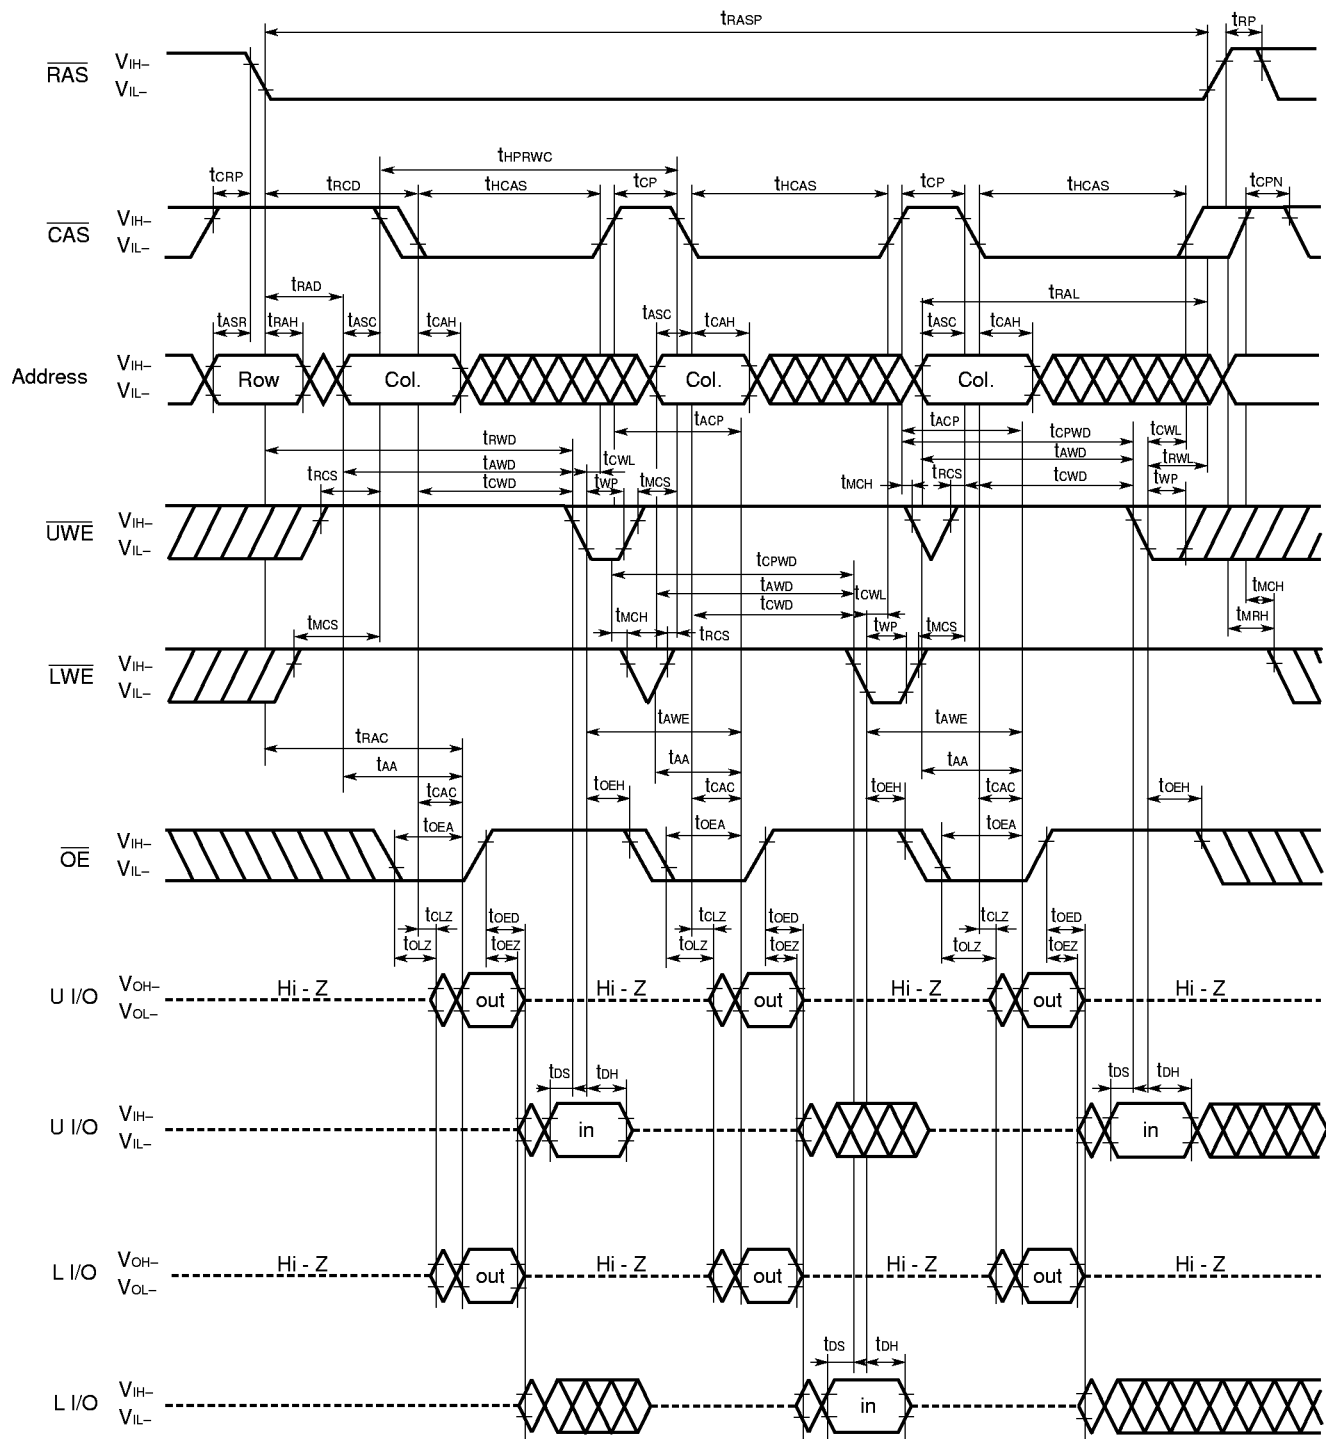 tRASP tRP
RAS VIH–
VIL–
tHPRWC
tCRP tRCD tHCAS tCP tHCAS tCP tHCAS tCPN
CAS VIH–
VIL–
tRAD tRAL
tASR tRAH tASC tCAH tASC tCAH tASC tCAH
Address VIH–
VIL–
Row Col. Col. Col.
tACP tACP
tRWD tCPWD tCWL
tAWD tCWL tAWD tRWL
tRCS tCWD tWP tMCS tMCH tRCS tCWD tWP
UWE VIH–
VIL–
tCPWD
tAWD
tCWD tCWL tMCH
tMCS tMCH tRCS tWP tMCS tMRH
LWE VIH–
VIL–
tAWE tAWE
tRAC
tAA tAA tAA
tCAC tOEH tCAC tOEH tCAC tOEH
tOEA tOEA tOEA
OE VIH–
VIL–
tCLZ tOED tCLZ tOED tCLZ tOED
tOLZ tOEZ tOLZ tOEZ tOLZ tOEZ
U I/O VOH–
VOL–
Hi - Z out Hi - Z out Hi - Z out Hi - Z
tDS tDH tDS tDH
U I/O VIH–
VIL–
in in
L I/O VOH–
VOL–
Hi - Z out Hi - Z out Hi - Z out Hi - Z
tDS tDH
L I/O VIH–
VIL–
in